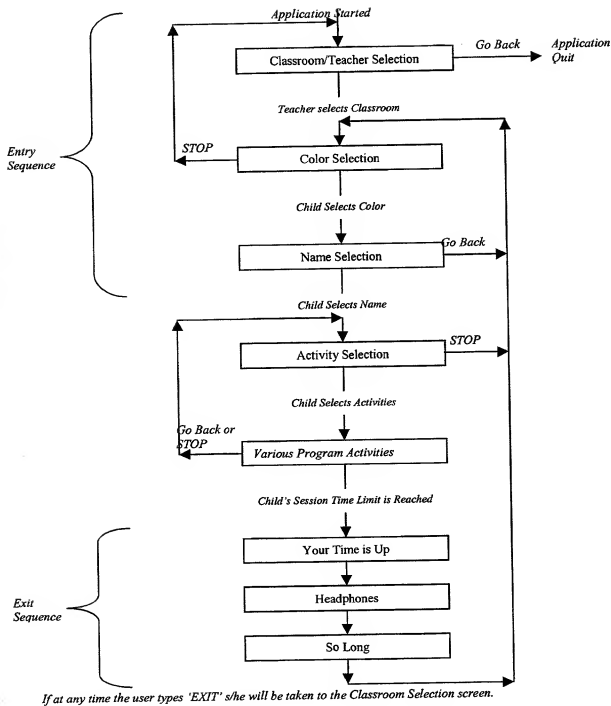 Application Started
Go Back
Application
Quit
Classroom/Teacher Selection
Teacher selects Classroom
Entry
Sequence
STOP
Color Selection
Child Selects Color
Go Back
Name Selection
Child Selects Name
STOP
Activity Selection
Child Selects Activities
Go Back or
STOP
Various Program Activities
Child's Session Time Limit is Reached
Your Time is Up
Exit
Sequence
Headphones
So Long
If at any time the user types 'EXIT' s/he will be taken to the Classroom Selection screen.